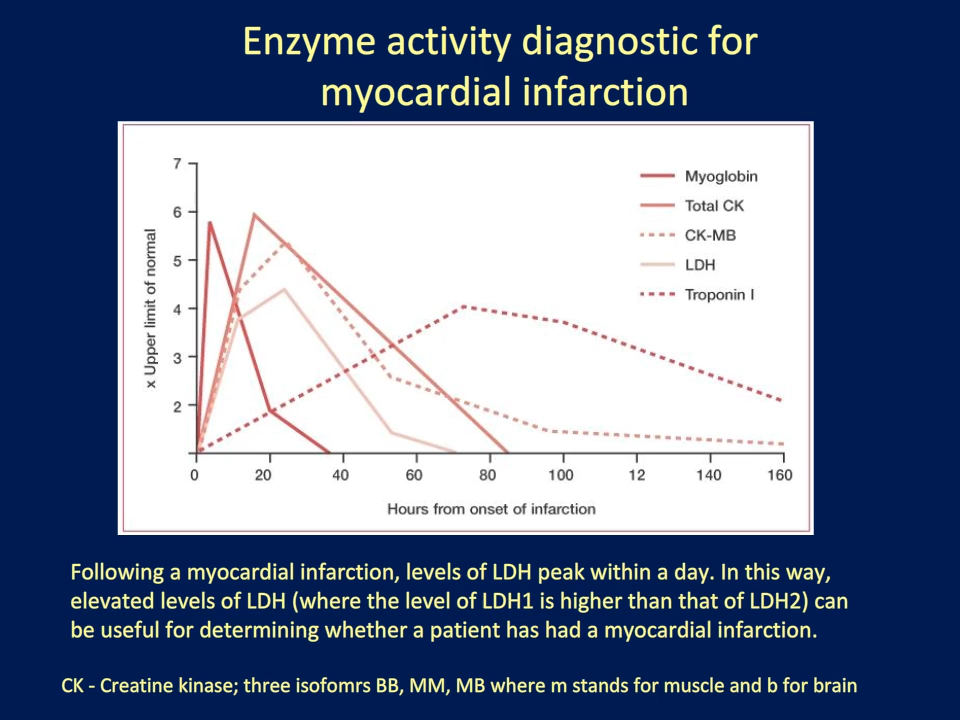 Enzyme activity diagnostic for
myocardial infarction
7
6
5
4
3
2
x Upper limit of normal
Myoglobin
Total CK
CK-MB
LDH
Troponin I
0 20 40 60 80 100 12 140 160
Hours from onset of infarction
Following a myocardial infarction, levels of LDH peak within a day. In this way,
elevated levels of LDH (where the level of LDH1 is higher than that of LDH2) can
be useful for determining whether a patient has had a myocardial infarction.
CK - Creatine kinase; three isofomrs BB, MM, MB where m stands for muscle and b for brain